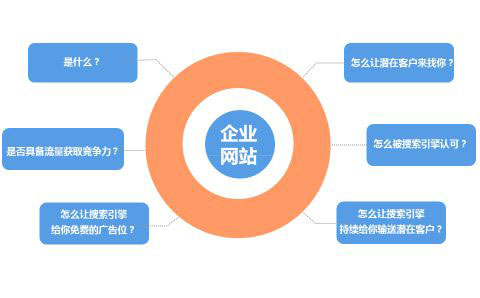 是什么？
怎么让潜在客户来找你？
企业
网站
是否具备流量获取竞争力？
怎么被搜索引擎认可？
怎么让搜索引擎
给你免费的广告位？
怎么让搜索引擎
持续给你输送潜在客户？